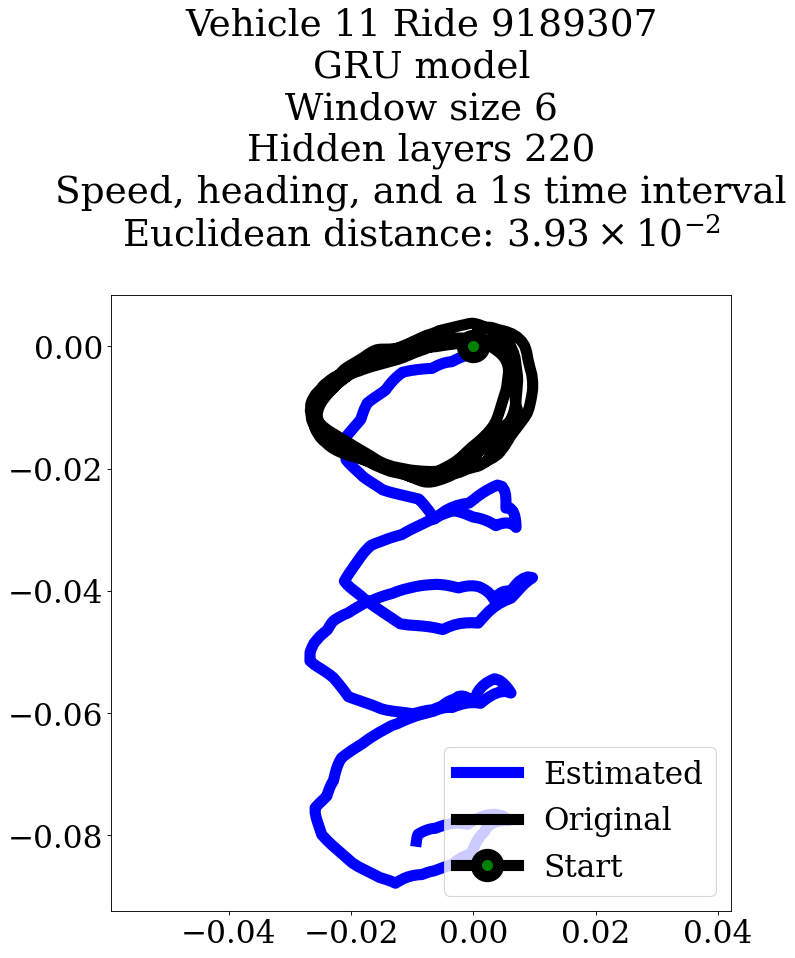 Vehicle 11 Ride 9189307
GRU model
Window size 6
Hidden layers 220
Speed, heading, and a 1s time interval
Euclidean distance: 3.93 × 10⁻²
0.00
−0.02
−0.04
−0.06
−0.08
Estimated
Original
Start
−0.04 −0.02 0.00 0.02 0.04